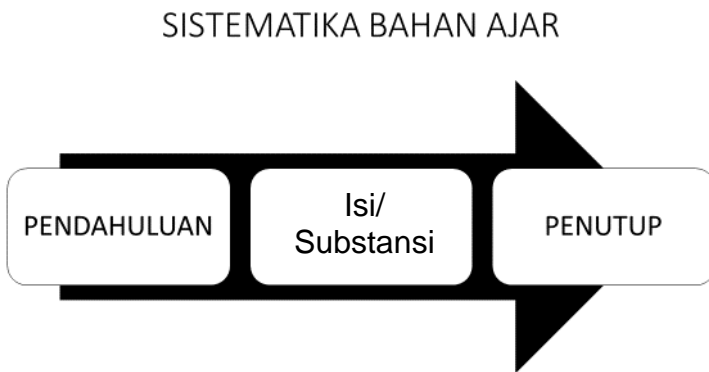 SISTEMATIKA BAHAN AJAR
PENDAHULUAN
Isi/
Substansi
PENUTUP